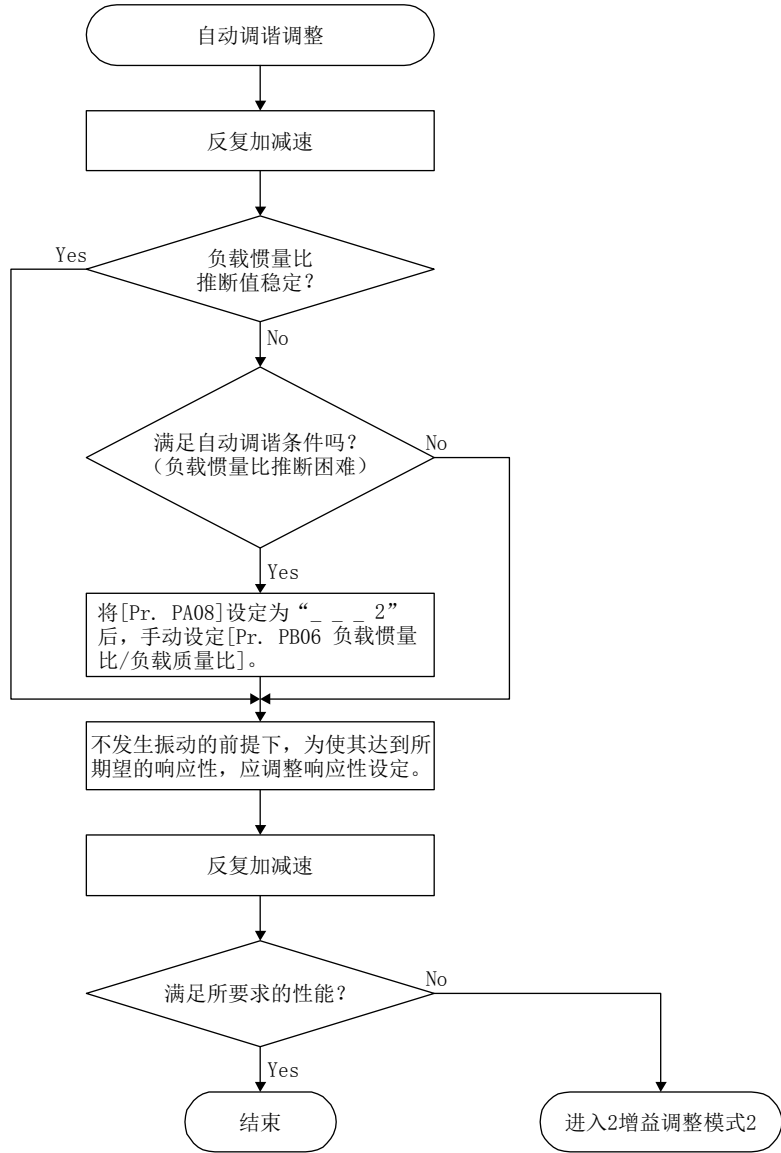 自动调谐调整
反复加减速
Yes
负载惯量比
推断值稳定？
No
满足自动调谐条件吗？
（负载惯量比推断困难）
No
Yes
将[Pr. PA08]设定为“_ _ _ 2”
后，手动设定[Pr. PB06 负载惯量
比/负载质量比]。
不发生振动的前提下，为使其达到所
期望的响应性，应调整响应性设定。
反复加减速
满足所要求的性能？
No
Yes
结束
进入2增益调整模式2